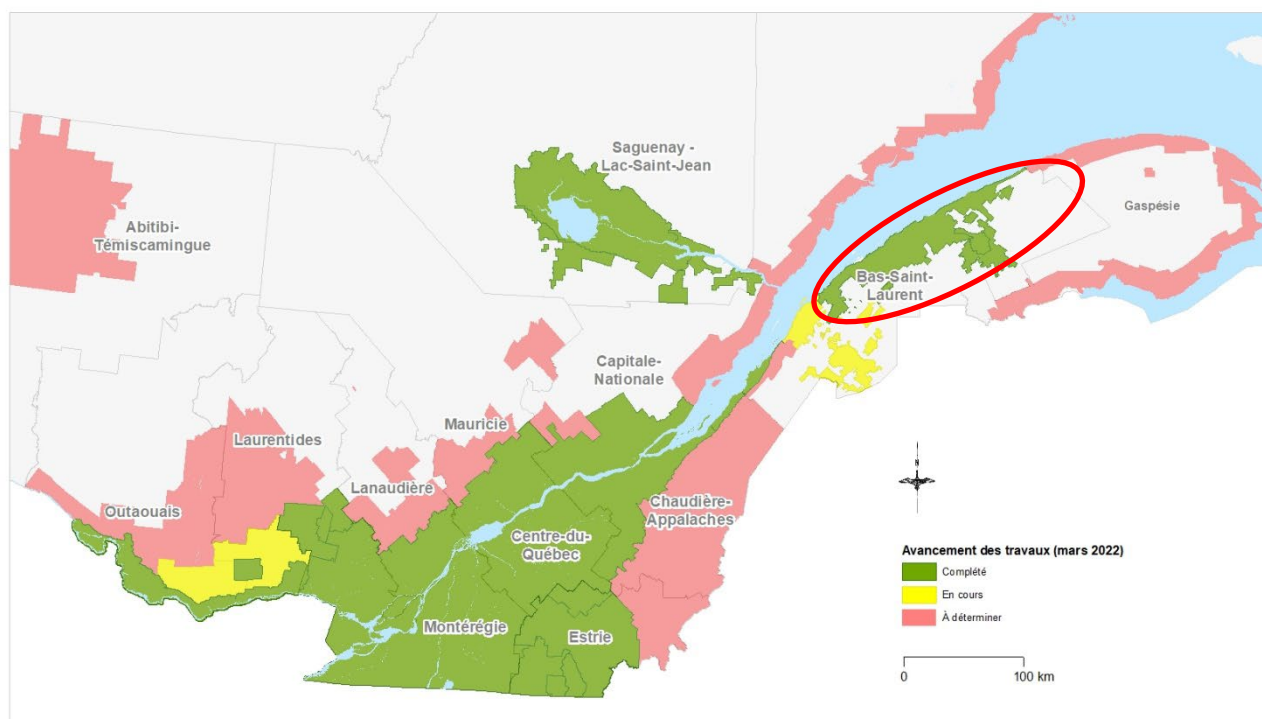 Saguenay -
Lac-Saint-Jean
Abitibi-
Témiscamingue
Gaspésie
Bas-Saint-
Laurent
Capitale-
Nationale
Mauricie
Laurentides
Lanaudière
Outaouais
Chaudière-
Appalaches
Centre-du-
Québec
Montérégie
Estrie
N
Avancement des travaux (mars 2022)
Complété
En cours
À déterminer
0 100 km